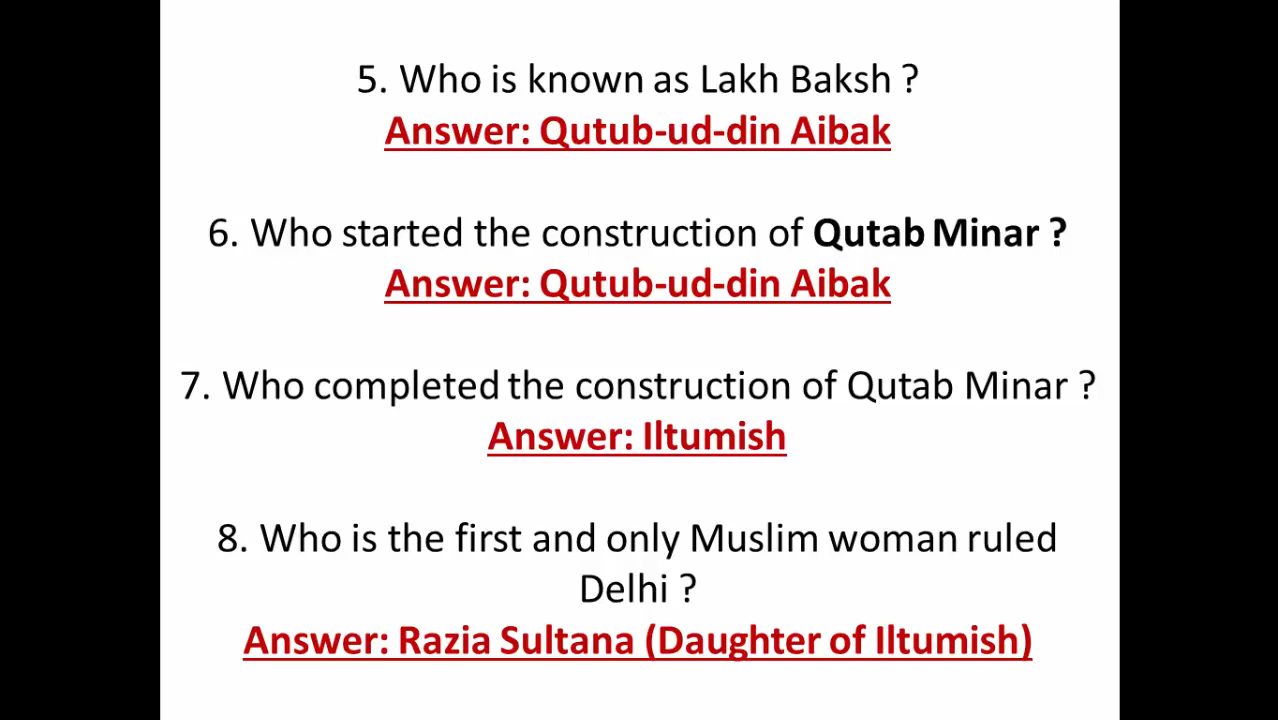 5. Who is known as Lakh Baksh ?
Answer: Qutub-ud-din Aibak
6. Who started the construction of Qutab Minar ?
Answer: Qutub-ud-din Aibak
7. Who completed the construction of Qutab Minar ?
Answer: Iltumish
8. Who is the first and only Muslim woman ruled
Delhi ?
Answer: Razia Sultana (Daughter of Iltumish)